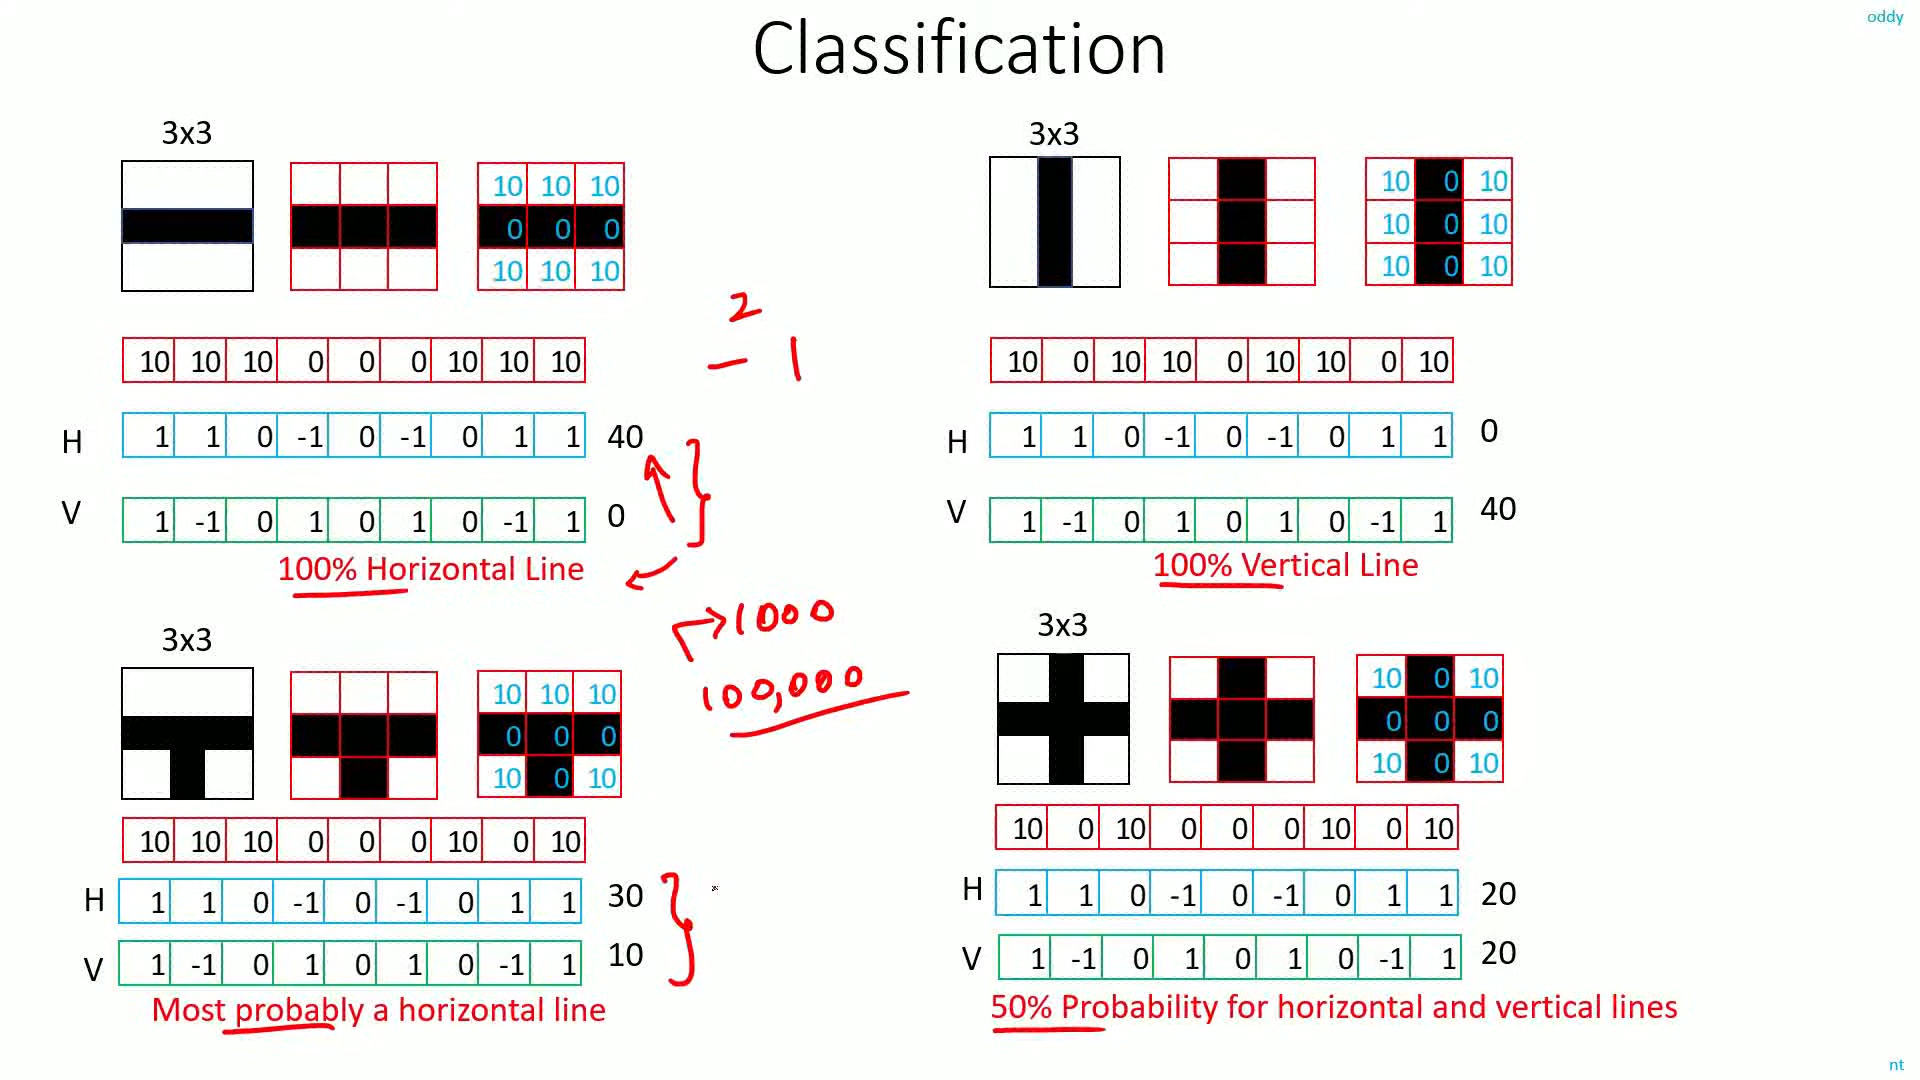 oddy
Classification
3x3
10 10 10
0 0 0
10 10 10
10 10 10 0 0 0 10 10 10
H 1 1 0 -1 0 -1 0 1 1 40
V 1 -1 0 1 0 1 0 -1 1 0
100% Horizontal Line
3x3
10 0 10
10 0 10
10 0 10
10 0 10 10 0 10 10 0 10
H 1 1 0 -1 0 -1 0 1 1 0
V 1 -1 0 1 0 1 0 -1 1 40
100% Vertical Line
2
- 1
1000
100,000
3x3
10 10 10
0 0 0
10 0 10
10 10 10 0 0 0 10 0 10
H 1 1 0 -1 0 -1 0 1 1 30
V 1 -1 0 1 0 1 0 -1 1 10
Most probably a horizontal line
3x3
10 0 10
0 0 0
10 0 10
10 0 10 0 0 0 10 0 10
H 1 1 0 -1 0 -1 0 1 1 20
V 1 -1 0 1 0 1 0 -1 1 20
50% Probability for horizontal and vertical lines
nt